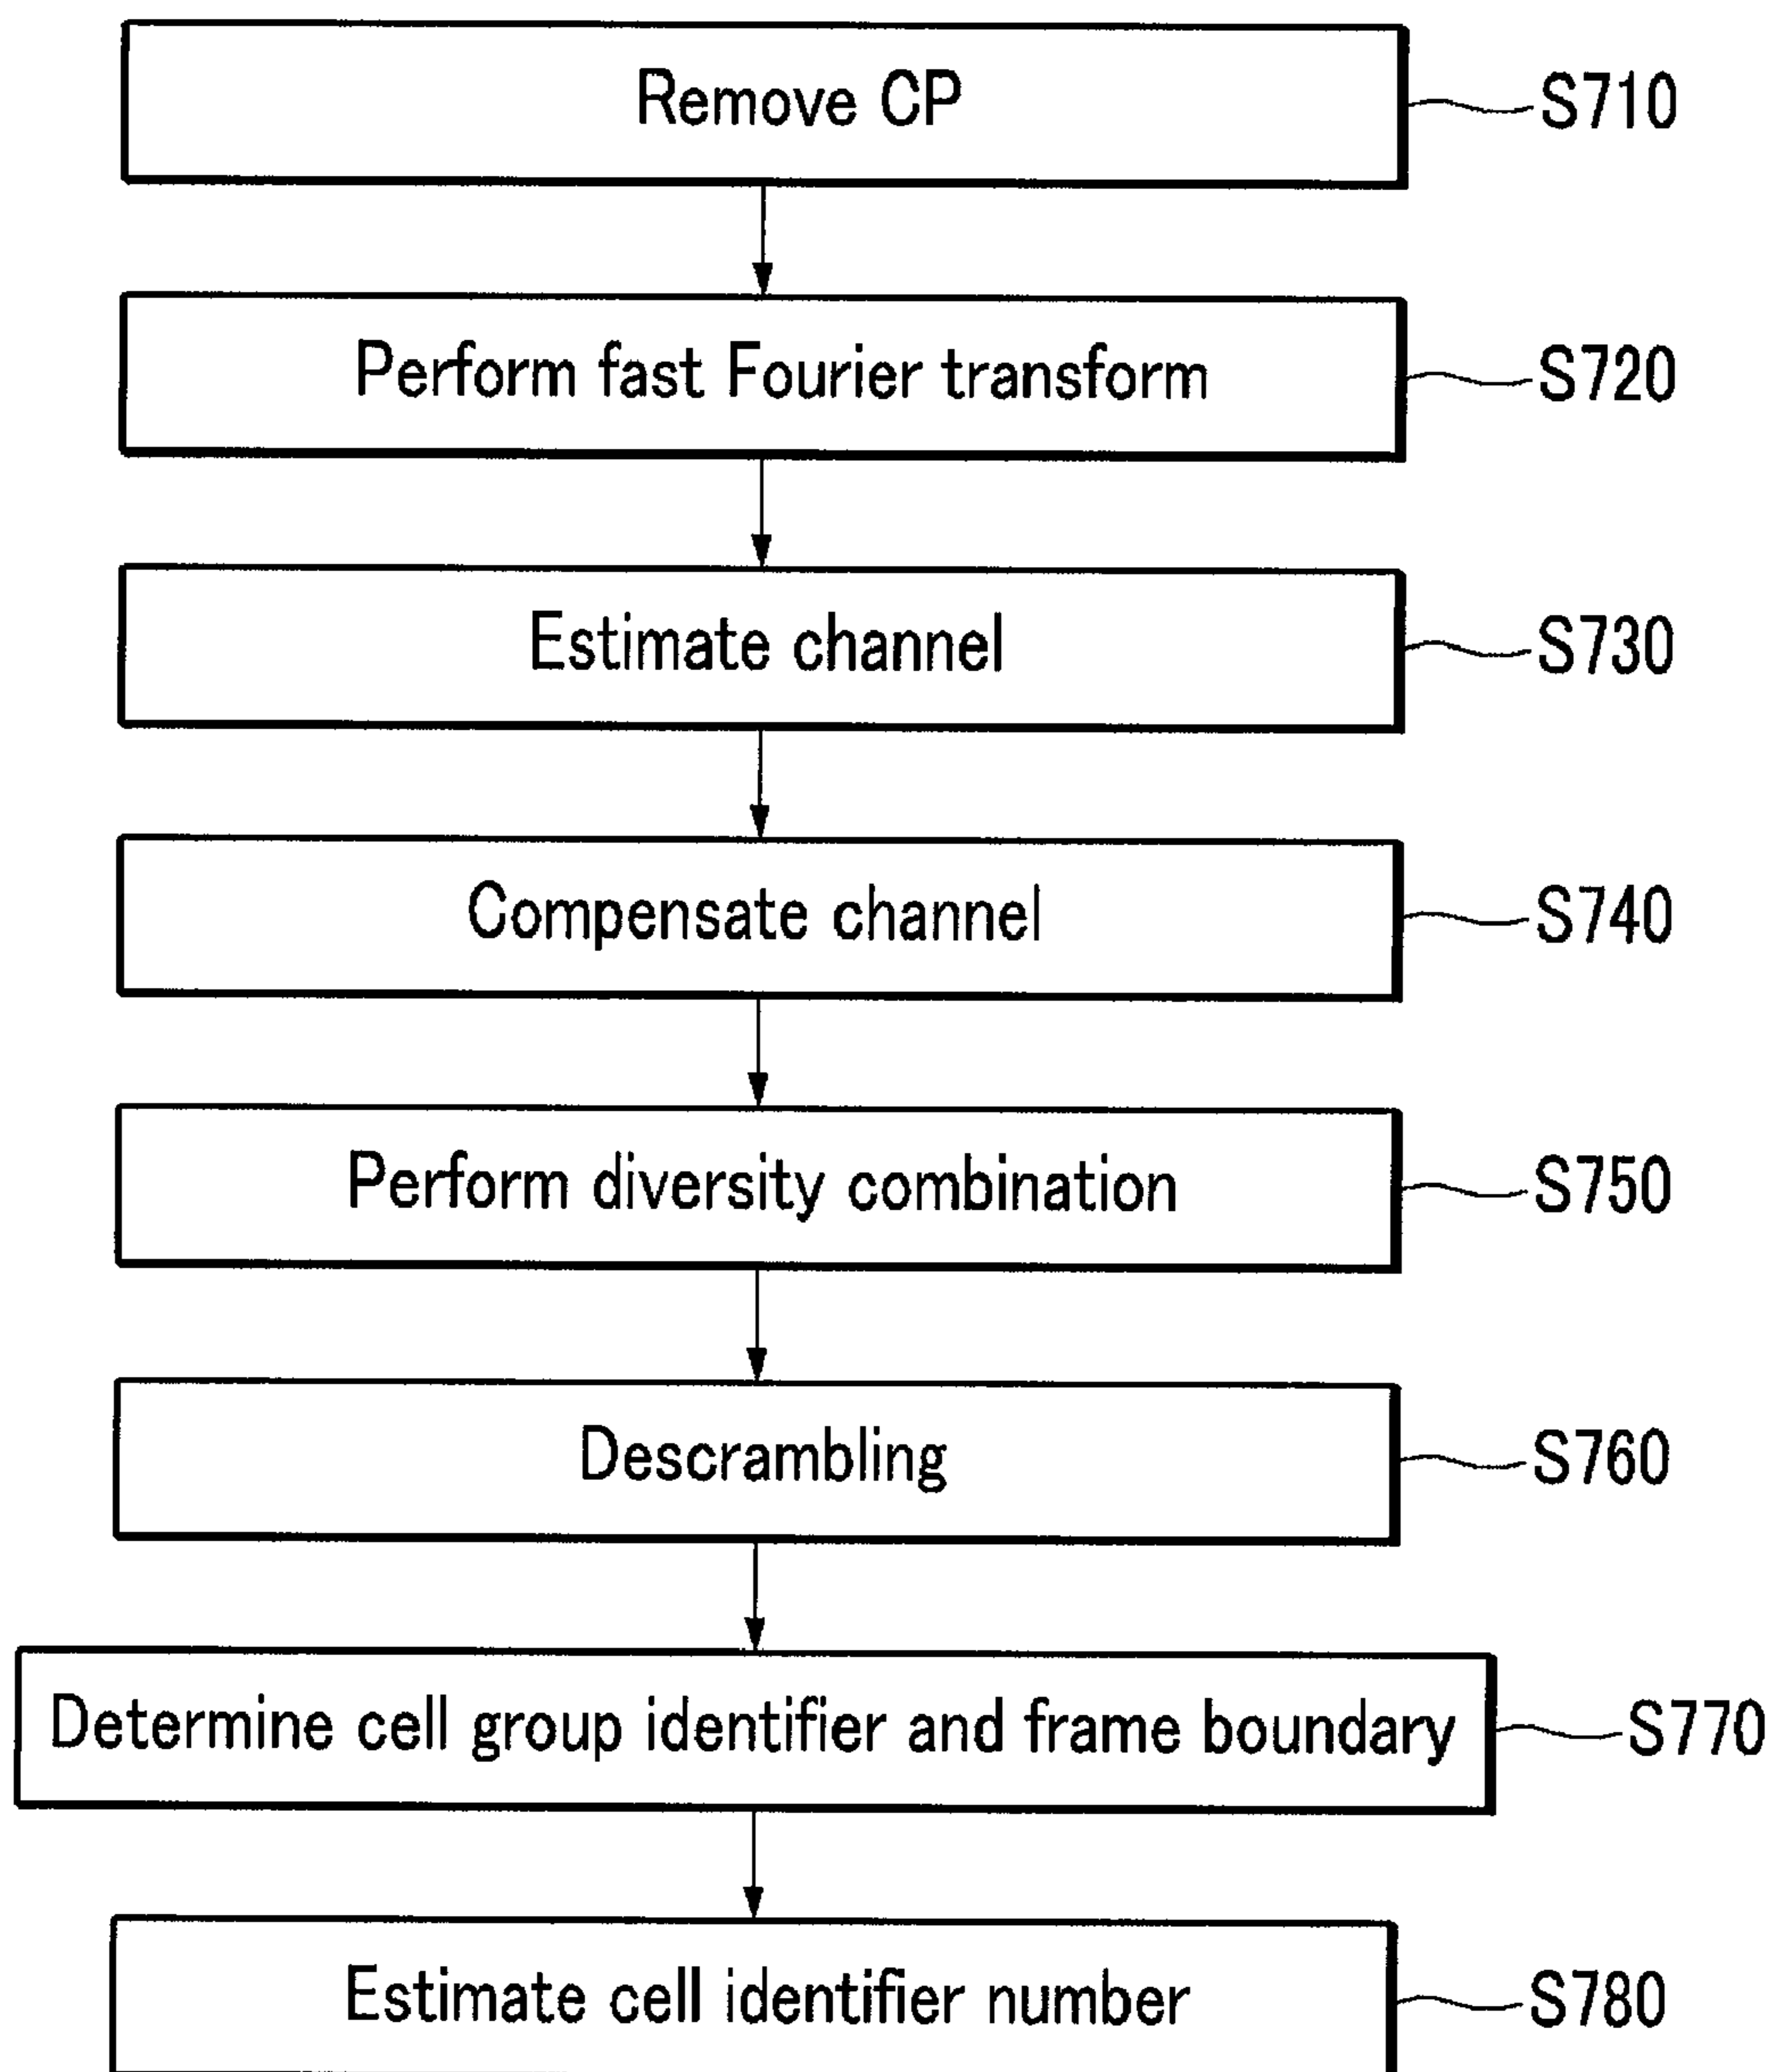 Remove CP S710
Perform fast Fourier transform S720
Estimate channel S730
Compensate channel S740
Perform diversity combination S750
Descrambling S760
Determine cell group identifier and frame boundary S770
Estimate cell identifier number S780